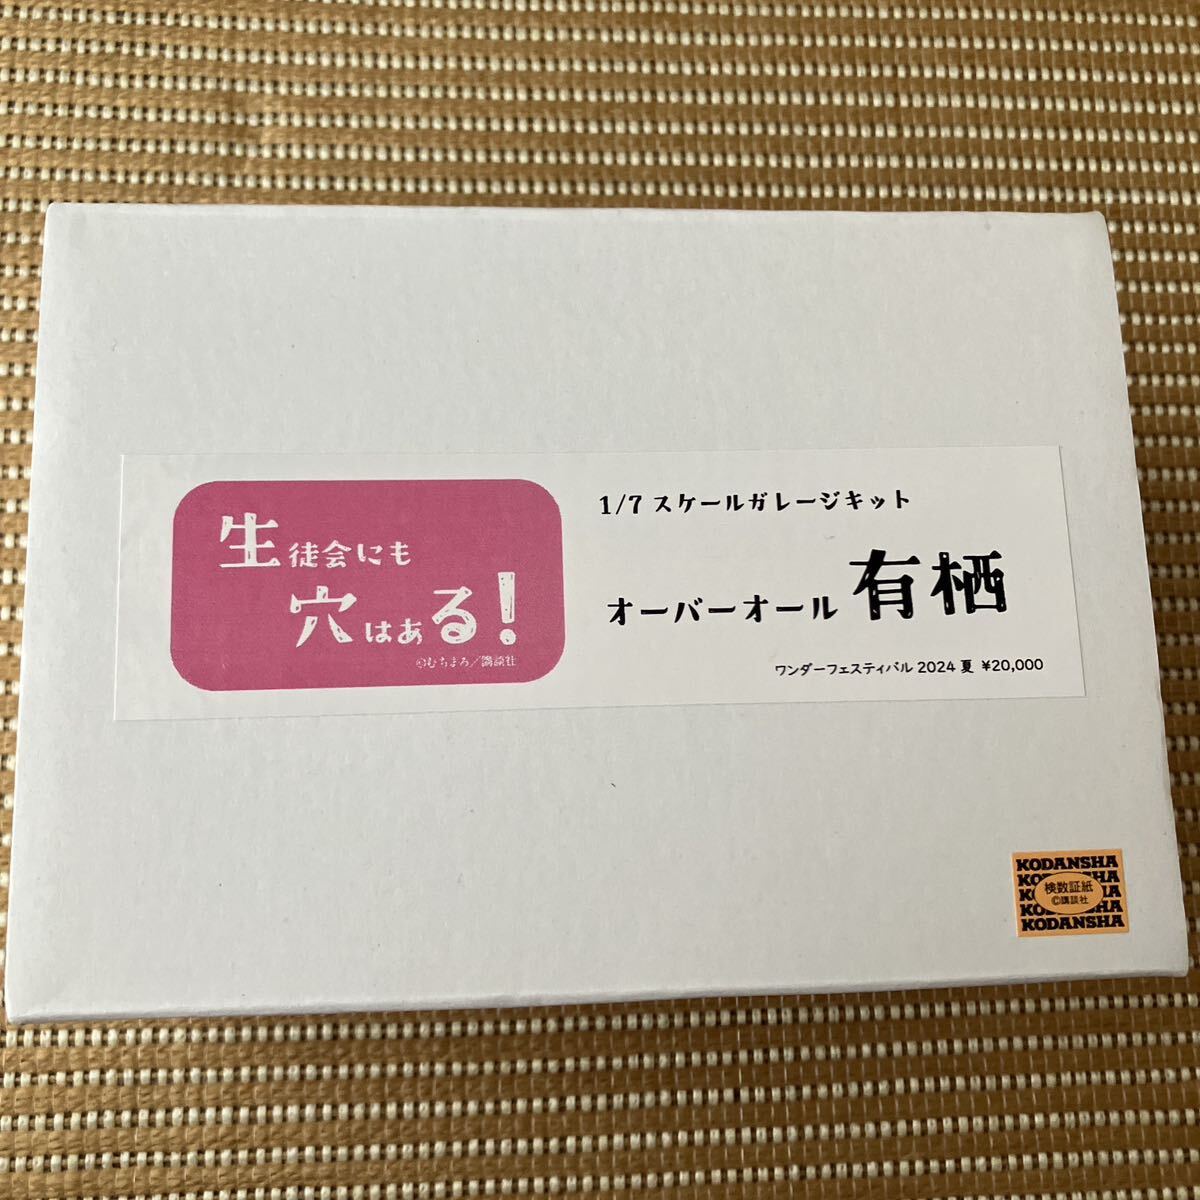 生徒会にも
穴はある!
©むちまろ/講談社
1/7 スケールガレージキット
オーバーオール 有栖
ワンダーフェスティバル 2024 夏 ¥20,000
KODANSHA
検数証紙
©講談社
KODANSHA